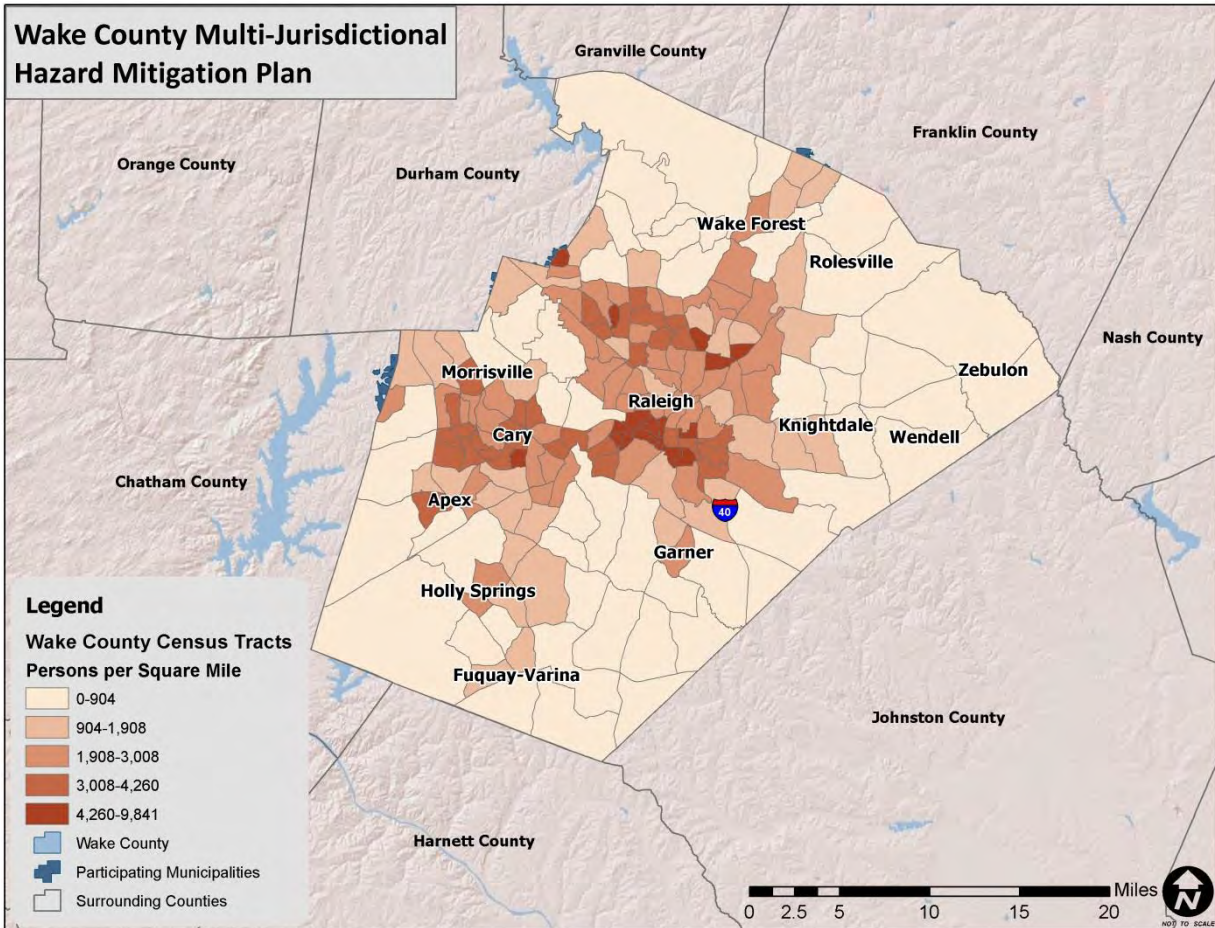 Wake County Multi-Jurisdictional
Hazard Mitigation Plan
Granville County
Franklin County
Orange County
Durham County
Wake Forest
Rolesville
Nash County
Zebulon
Morrisville
Raleigh
Knightdale
Wendell
Cary
Chatham County
Apex
40
Garner
Holly Springs
Fuquay-Varina
Johnston County
Harnett County
Legend
Wake County Census Tracts
Persons per Square Mile
0-904
904-1,908
1,908-3,008
3,008-4,260
4,260-9,841
Wake County
Participating Municipalities
Surrounding Counties
Miles
0 2.5 5 10 15 20
N
NOT TO SCALE